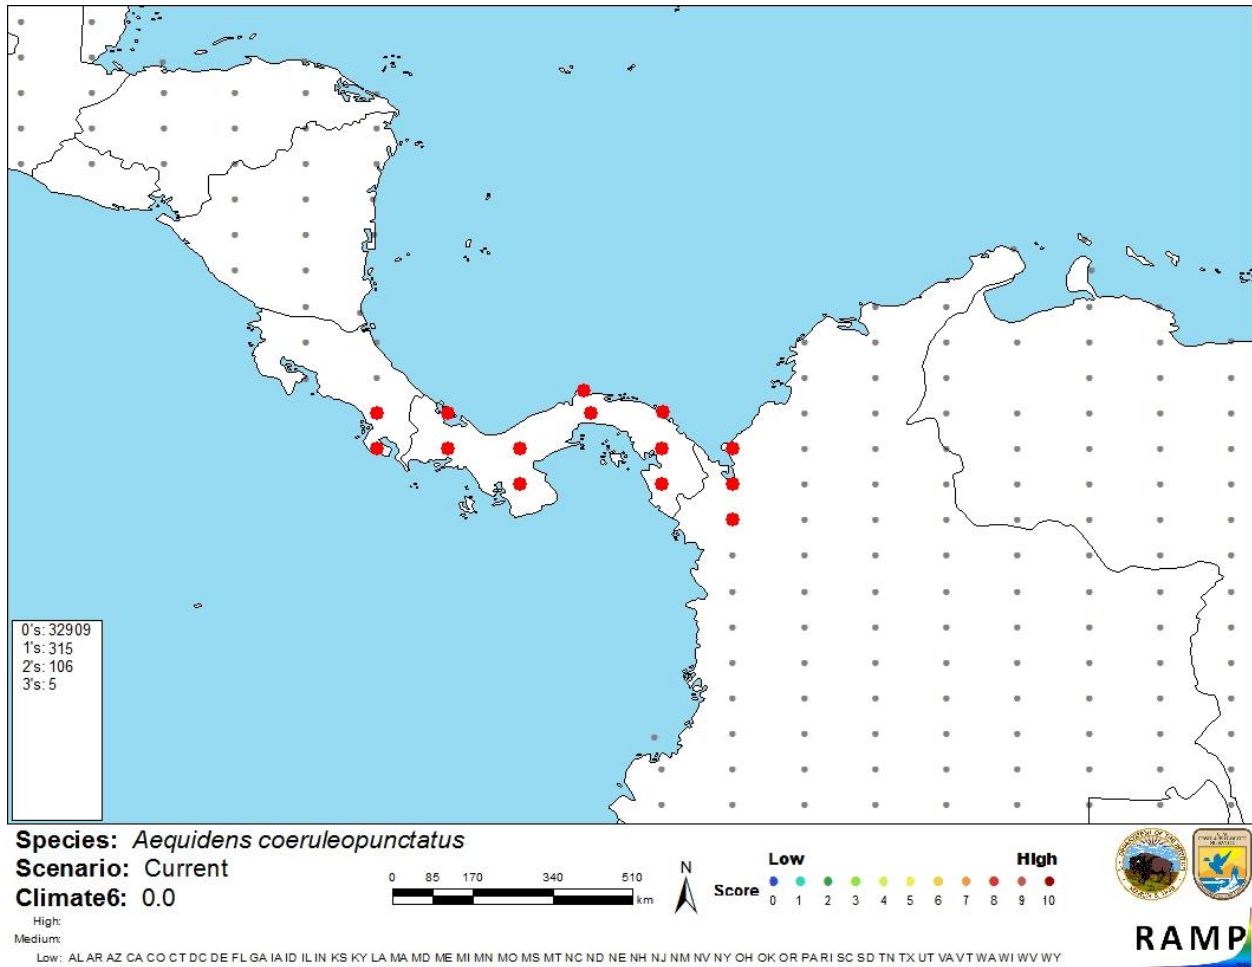 0's: 32909
1's: 315
2's: 106
3's: 5
Species: Aequidens coeruleopunctatus
Scenario: Current
Climate6: 0.0
High:
Medium:
Low: AL AR AZ CA CO CT DC DE FL GA IA ID IL IN KS KY LA MA MD ME MI MN MO MS MT NC ND NE NH NJ NM NV NY OH OK OR PA RI SC SD TN TX UT VA VT WA WI WV WY
0 85 170 340 510
km
N
Low High
Score
0 1 2 3 4 5 6 7 8 9 10
RAMP